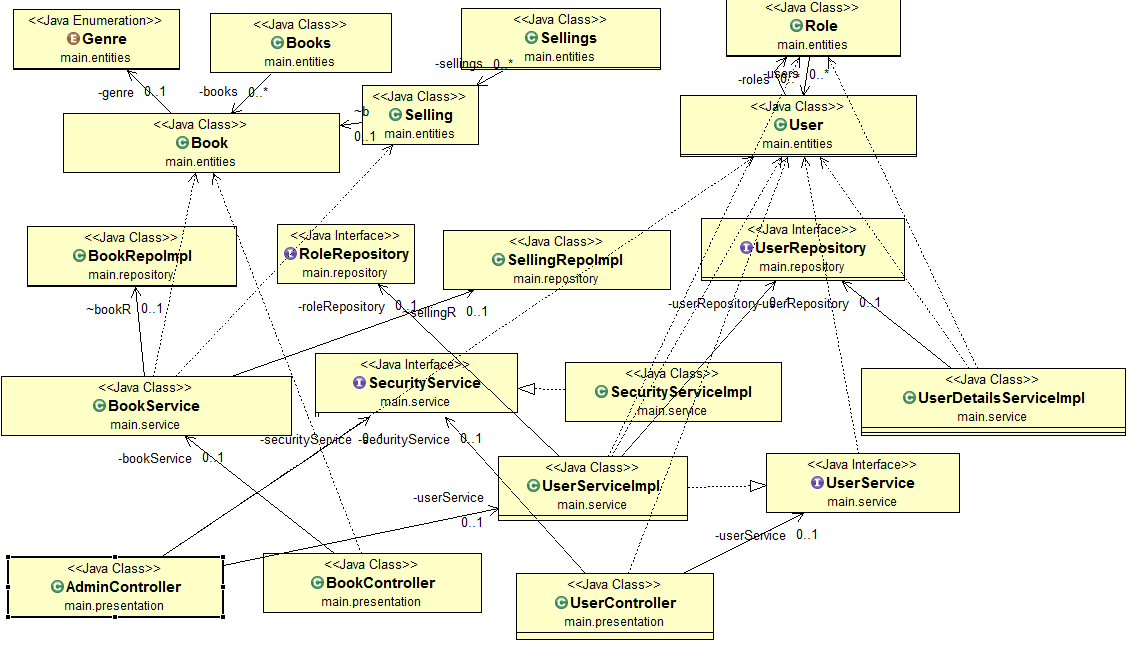 <<Java Enumeration>>
Genre
main.entities
<<Java Class>>
Books
main.entities
<<Java Class>>
Sellings
main.entities
<<Java Class>>
Role
main.entities
-genre 0..1
-books 0..*
-sellings 0..*
-roles 0..*
-users 0..*
<<Java Class>>
Book
main.entities
~b
0..1
<<Java Class>>
Selling
main.entities
<<Java Class>>
User
main.entities
<<Java Class>>
BookRepoImpl
main.repository
<<Java Interface>>
RoleRepository
main.repository
<<Java Class>>
SellingRepoImpl
main.repository
<<Java Interface>>
UserRepository
main.repository
~bookR 0..1
-roleRepository 0..1
~sellingR 0..1
-userRepository 0..1
-userRepository 0..1
<<Java Class>>
BookService
main.service
<<Java Interface>>
SecurityService
main.service
<<Java Class>>
SecurityServiceImpl
main.service
<<Java Class>>
UserDetailsServiceImpl
main.service
-bookService 0..1
-securityService 0..1
-securityService 0..1
<<Java Class>>
UserServiceImpl
main.service
<<Java Interface>>
UserService
main.service
-userService
0..1
-userService 0..1
<<Java Class>>
AdminController
main.presentation
<<Java Class>>
BookController
main.presentation
<<Java Class>>
UserController
main.presentation